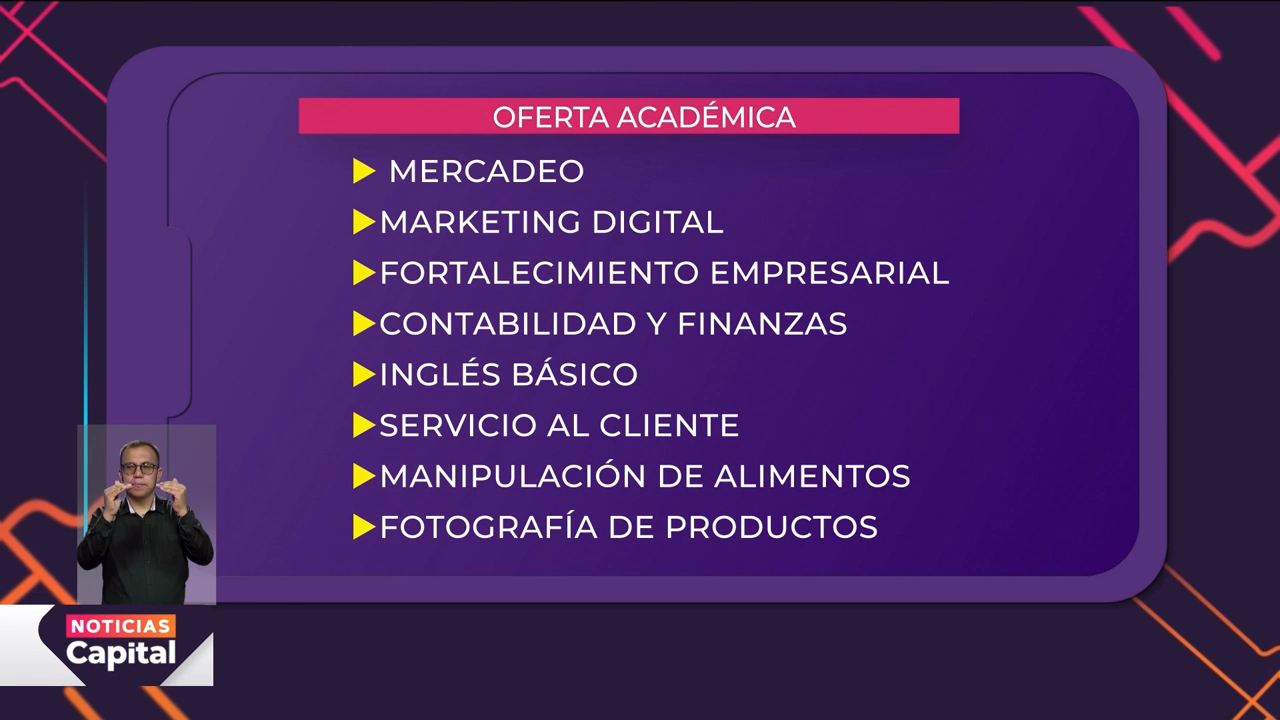 OFERTA ACADÉMICA
MERCADEO
MARKETING DIGITAL
FORTALECIMIENTO EMPRESARIAL
CONTABILIDAD Y FINANZAS
INGLÉS BÁSICO
SERVICIO AL CLIENTE
MANIPULACIÓN DE ALIMENTOS
FOTOGRAFÍA DE PRODUCTOS
NOTICIAS
Capital